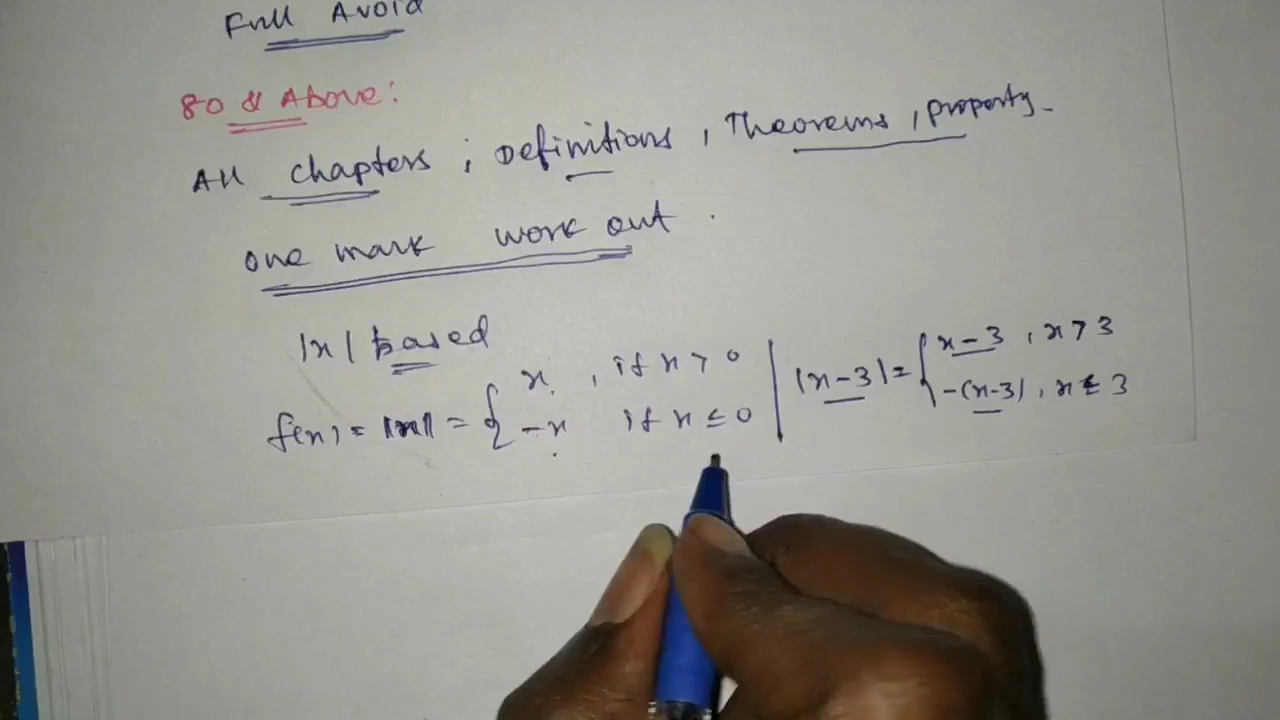 Full Avoid
80 & Above:
All chapters ; Definitions , Theorems , property
one mark work out .
|x| based
f(x) = |x| = { x , if x > 0
-x if x ≤ 0
|x-3| = { x-3 , x > 3
-(x-3) , x ≤ 3